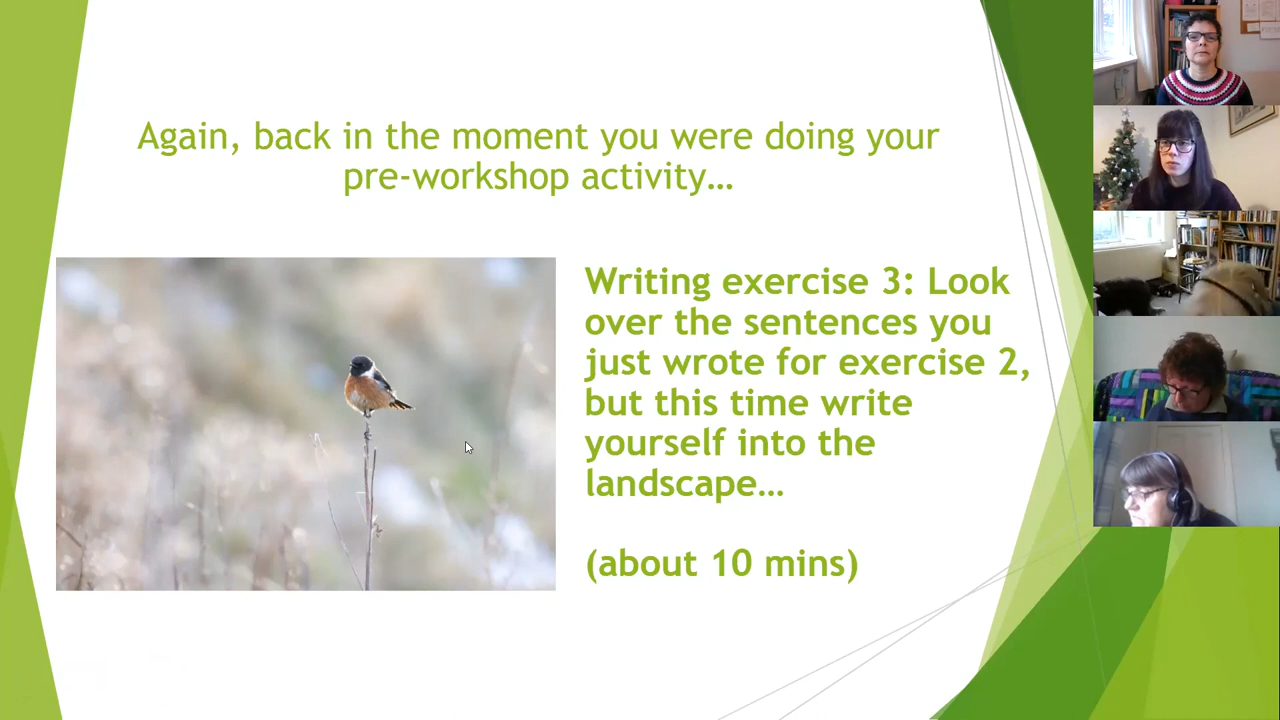 Again, back in the moment you were doing your
pre-workshop activity…
Writing exercise 3: Look
over the sentences you
just wrote for exercise 2,
but this time write
yourself into the
landscape…
(about 10 mins)